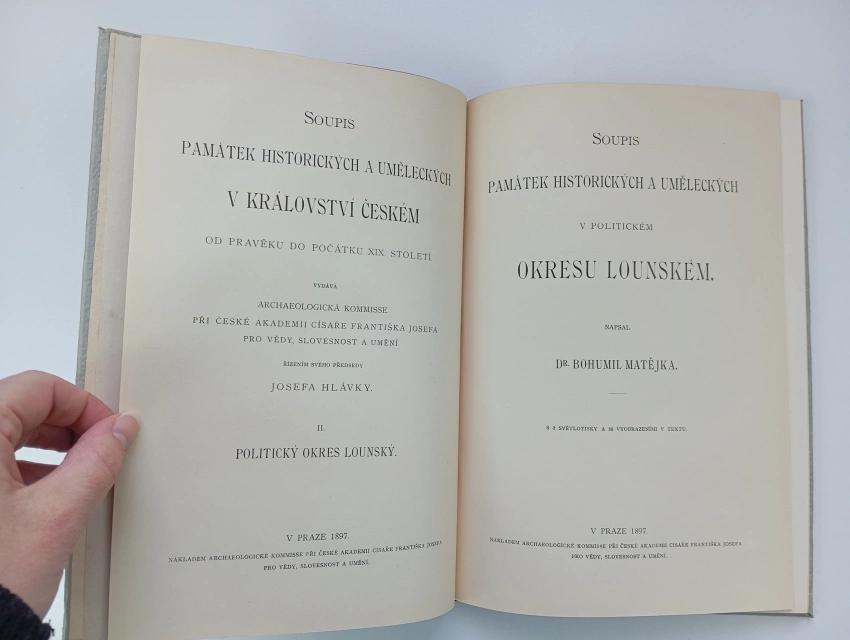 SOUPIS
PAMÁTEK HISTORICKÝCH A UMĚLECKÝCH
V KRÁLOVSTVÍ ČESKÉM
OD PRAVĚKU DO POČÁTKU XIX. STOLETÍ.
VYDÁVÁ
ARCHAEOLOGICKÁ KOMMISSE
PŘI ČESKÉ AKADEMII CÍSAŘE FRANTIŠKA JOSEFA
PRO VĚDY, SLOVESNOST A UMĚNÍ
ŘÍZENÍM SVÉHO PŘEDSEDY
JOSEFA HLÁVKY.
II.
POLITICKÝ OKRES LOUNSKÝ.
V PRAZE 1897.
NÁKLADEM ARCHAEOLOGICKÉ KOMMISSE PŘI ČESKÉ AKADEMII CÍSAŘE FRANTIŠKA JOSEFA
PRO VĚDY, SLOVESNOST A UMĚNÍ.
SOUPIS
PAMÁTEK HISTORICKÝCH A UMĚLECKÝCH
V POLITICKÉM
OKRESU LOUNSKÉM.
NAPSAL
DR. BOHUMIL MATĚJKA.
S SVĚTLOTISKY A VYOBRAZENÍMI V TEXTU.
V PRAZE 1897.
NÁKLADEM ARCHAEOLOGICKÉ KOMMISSE PŘI ČESKÉ AKADEMII CÍSAŘE FRANTIŠKA JOSEFA
PRO VĚDY, SLOVESNOST A UMĚNÍ.